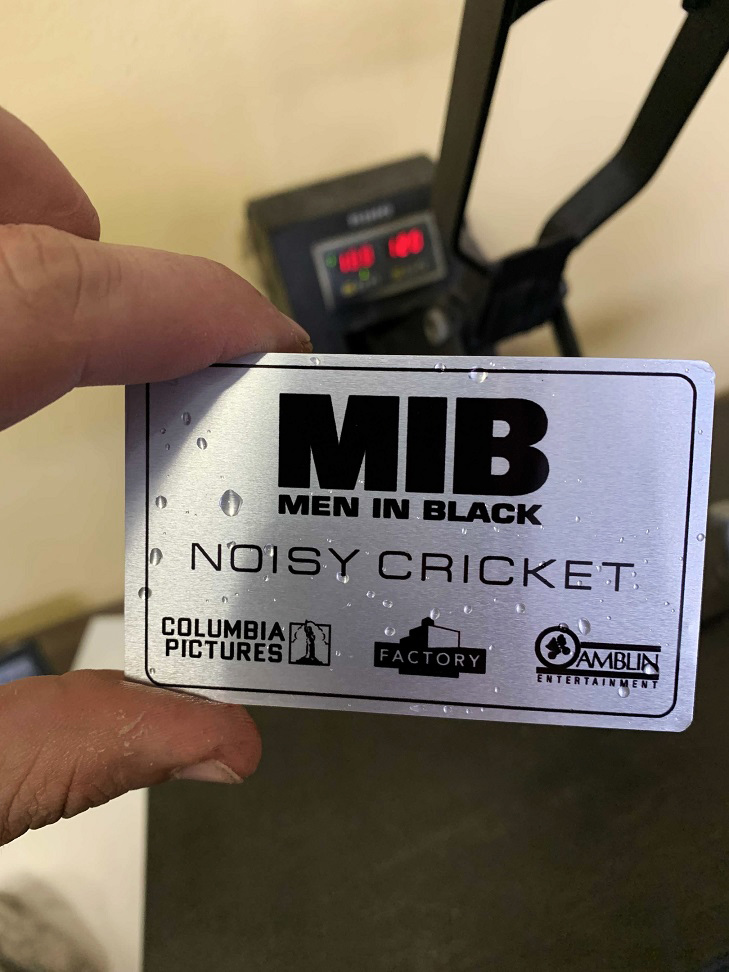 MIB
MEN IN BLACK
NOISY CRICKET
COLUMBIA
PICTURES
FACTORY
AMBLIN
ENTERTAINMENT